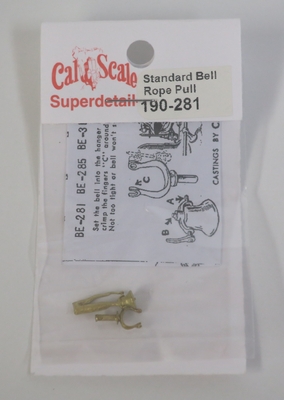 Cal Scale
Superdetail
Standard Bell
Rope Pull
190-281
BE-281 BE-285 BE-31
Set the bell into the hanger
crimp the fingers "C" around
Not too tight or bell won't s
C
A
B
CASTINGS BY C